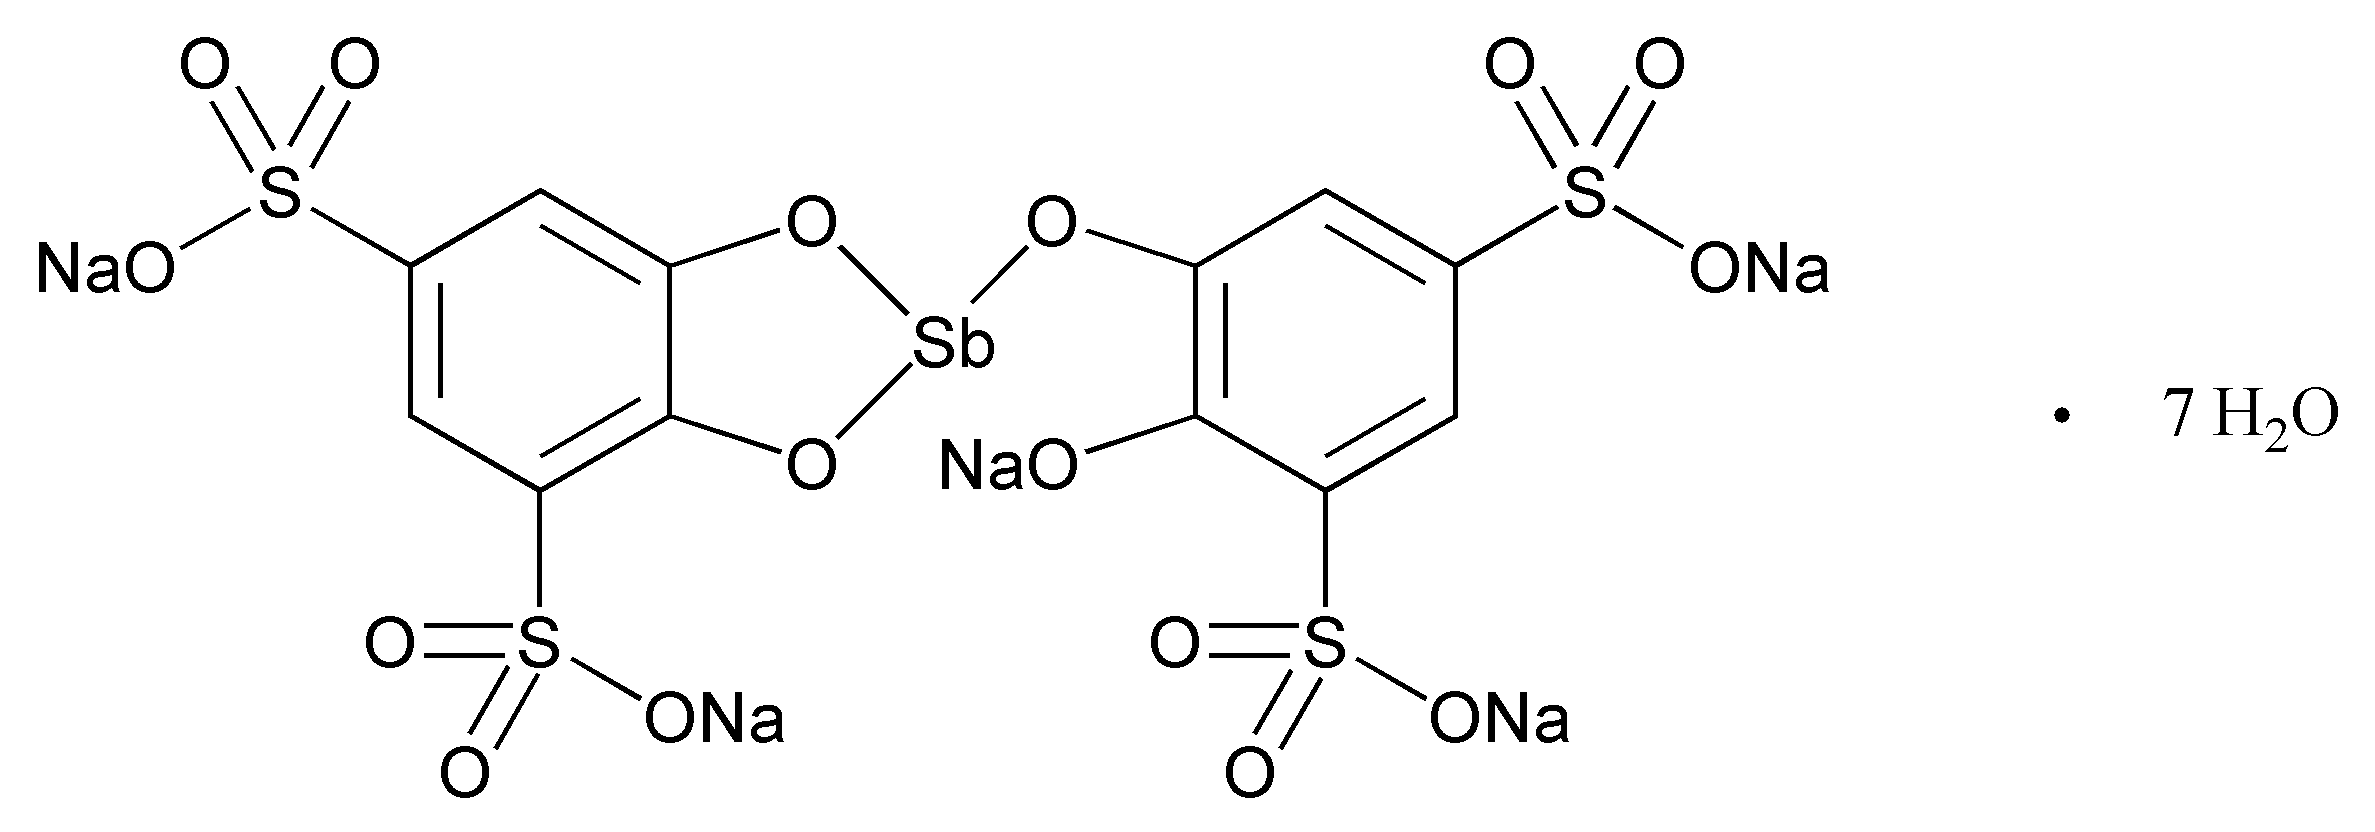 O O O O
S S
O O
NaO ONa
Sb
7 H2O
NaO O
O S O S
ONa ONa
O O